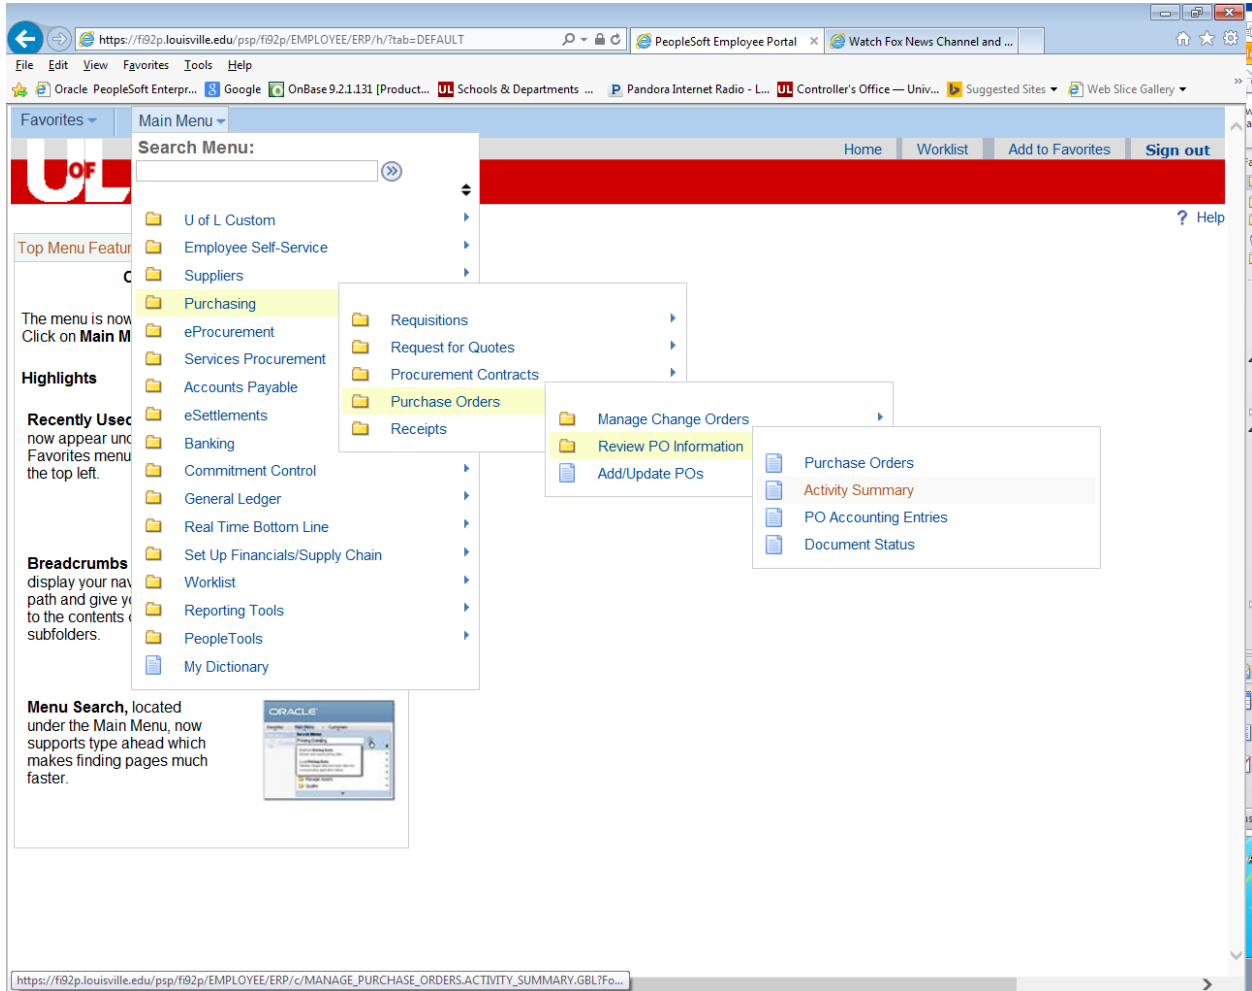 https://fi92p.louisville.edu/psp/fi92p/EMPLOYEE/ERP/h/?tab=DEFAULT
PeopleSoft Employee Portal
Watch Fox News Channel and ...
File Edit View Favorites Tools Help
Oracle PeopleSoft Enterpr... Google OnBase 9.2.1.131 [Product... UL Schools & Departments ... P Pandora Internet Radio - L... UL Controller's Office — Univ... Suggested Sites Web Slice Gallery
Favorites Main Menu
Search Menu:
Home Worklist Add to Favorites Sign out
U OF L
? Help
U of L Custom
Employee Self-Service
Suppliers
Purchasing
eProcurement
Services Procurement
Accounts Payable
eSettlements
Banking
Commitment Control
General Ledger
Real Time Bottom Line
Set Up Financials/Supply Chain
Worklist
Reporting Tools
PeopleTools
My Dictionary
Requisitions
Request for Quotes
Procurement Contracts
Purchase Orders
Receipts
Manage Change Orders
Review PO Information
Add/Update POs
Purchase Orders
Activity Summary
PO Accounting Entries
Document Status
Top Menu Featur
The menu is now
Click on Main M
Highlights
Recently Used
now appear und
Favorites menu
the top left.
Breadcrumbs
display your nav
path and give yo
to the contents o
subfolders.
Menu Search, located
under the Main Menu, now
supports type ahead which
makes finding pages much
faster.
ORACLE
https://fi92p.louisville.edu/psp/fi92p/EMPLOYEE/ERP/c/MANAGE_PURCHASE_ORDERS.ACTIVITY_SUMMARY.GBL?Fo...